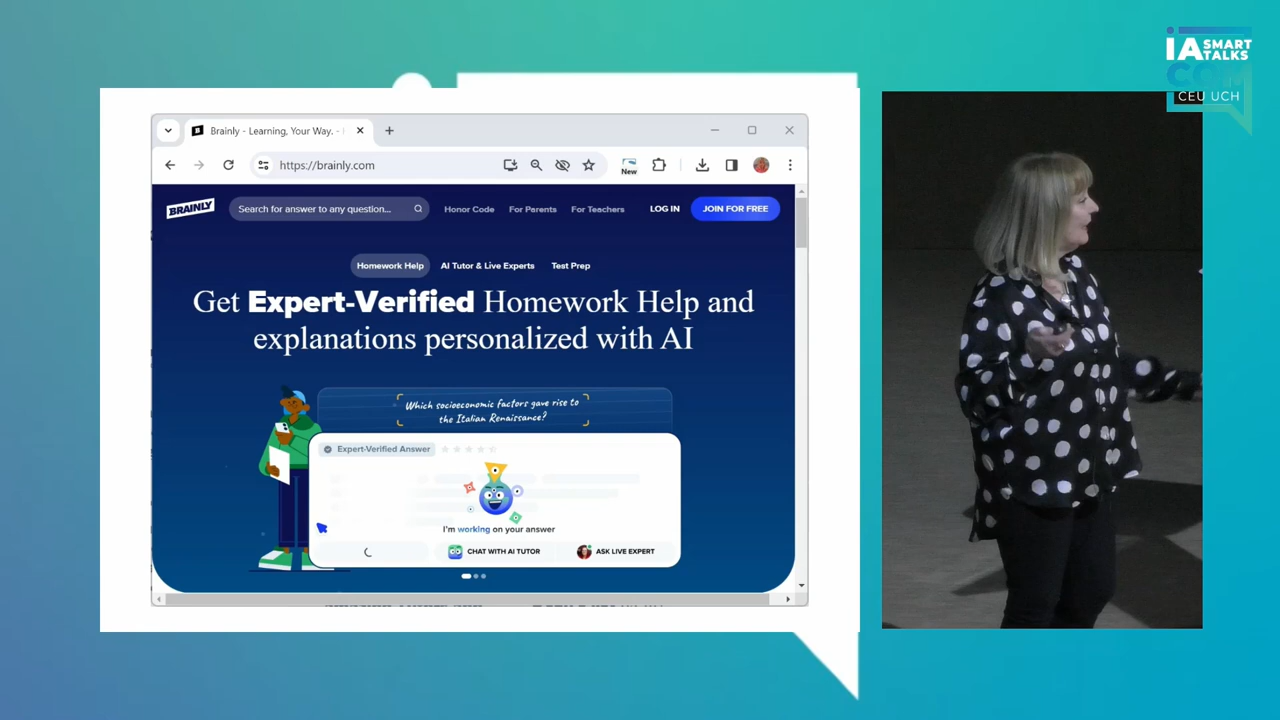 iA SMART TALKS
COM
CEU UCH
Brainly - Learning, Your Way. -
https://brainly.com
New
BRAINLY
Search for answer to any question...
Honor Code
For Parents
For Teachers
LOG IN
JOIN FOR FREE
Homework Help
AI Tutor & Live Experts
Test Prep
Get Expert-Verified Homework Help and
explanations personalized with AI
Which socioeconomic factors gave rise to
the Italian Renaissance?
Expert-Verified Answer
I'm working on your answer
CHAT WITH AI TUTOR
ASK LIVE EXPERT